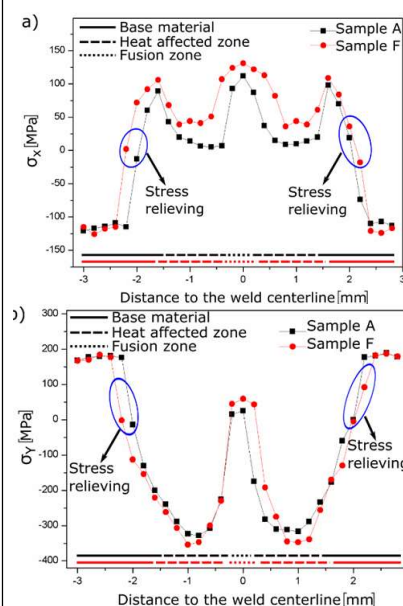 a)
Base material
Heat affected zone
Fusion zone
Sample A
Sample F
150
100
50
0
-50
-100
-150
σX[MPa]
Stress
relieving
Stress
relieving
-3 -2 -1 0 1 2 3
Distance to the weld centerline[mm]
b)
Base material
Heat affected zone
Fusion zone
Sample A
Sample F
300
200
100
0
-100
-200
-300
-400
σY[MPa]
Stress
relieving
Stress
relieving
-3 -2 -1 0 1 2
Distance to the weld centerline[mm]